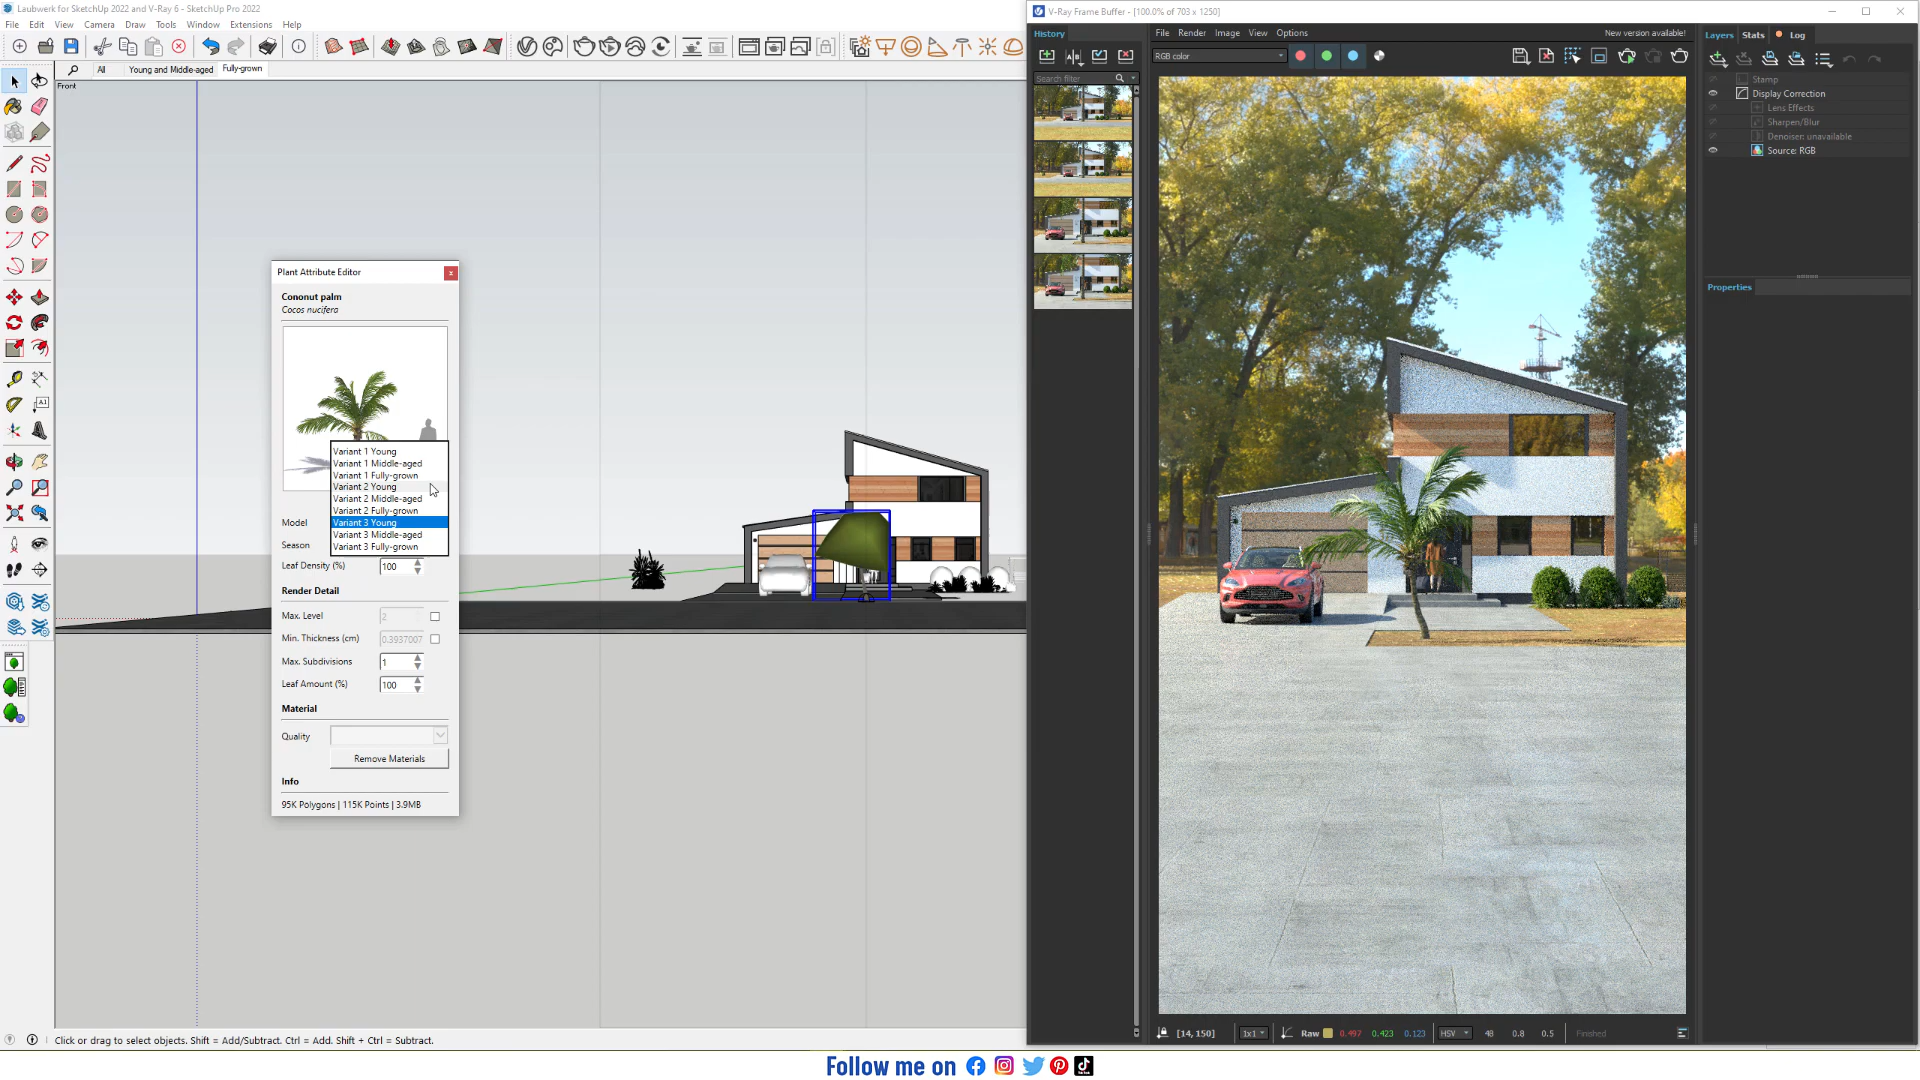 Laubwerk for SketchUp 2022 and V-Ray 6 - SketchUp Pro 2022
File Edit View Camera Draw Tools Window Extensions Help
All Young and Middle-aged Fully-grown
Front
Plant Attribute Editor
Cononut palm
Cocos nucifera
Variant 1 Young
Variant 1 Middle-aged
Variant 1 Fully-grown
Variant 2 Young
Variant 2 Middle-aged
Variant 2 Fully-grown
Model
Variant 3 Young
Variant 3 Middle-aged
Season
Variant 3 Fully-grown
Leaf Density (%) 100
Render Detail
Max. Level 2
Min. Thickness (cm) 0.3937007
Max. Subdivisions 1
Leaf Amount (%) 100
Material
Quality
Remove Materials
Info
95K Polygons | 115K Points | 3.9MB
Click or drag to select objects. Shift = Add/Subtract. Ctrl = Add. Shift + Ctrl = Subtract.
V-Ray Frame Buffer - [100.0% of 703 x 1250]
History
File Render Image View Options
New version available!
RGB color
Search filter
Layers Stats Log
Stamp
Display Correction
Lens Effects
Sharpen/Blur
Denoiser: unavailable
Source: RGB
Properties
[14, 150] 1x1 Raw 0.497 0.423 0.123 HSV 48 0.8 0.5 Finished
Follow me on